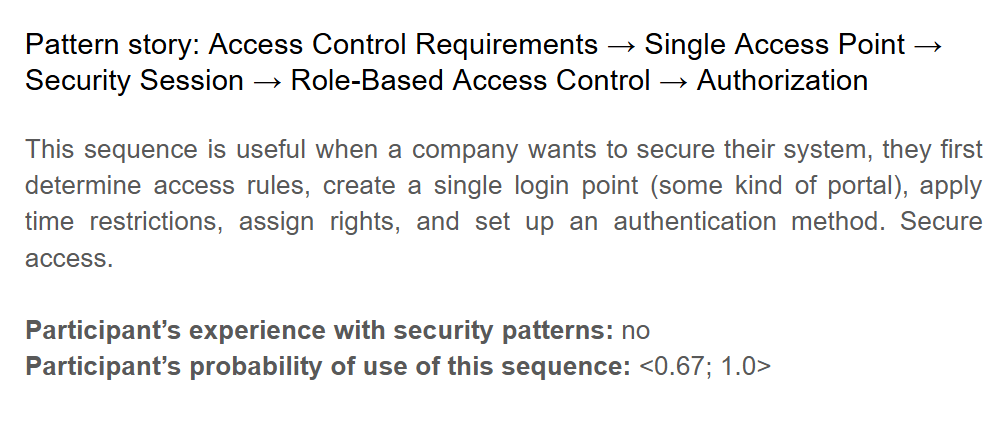 Pattern story: Access Control Requirements → Single Access Point →
Security Session → Role-Based Access Control → Authorization
This sequence is useful when a company wants to secure their system, they first
determine access rules, create a single login point (some kind of portal), apply
time restrictions, assign rights, and set up an authentication method. Secure
access.
Participant’s experience with security patterns: no
Participant’s probability of use of this sequence: <0.67; 1.0>